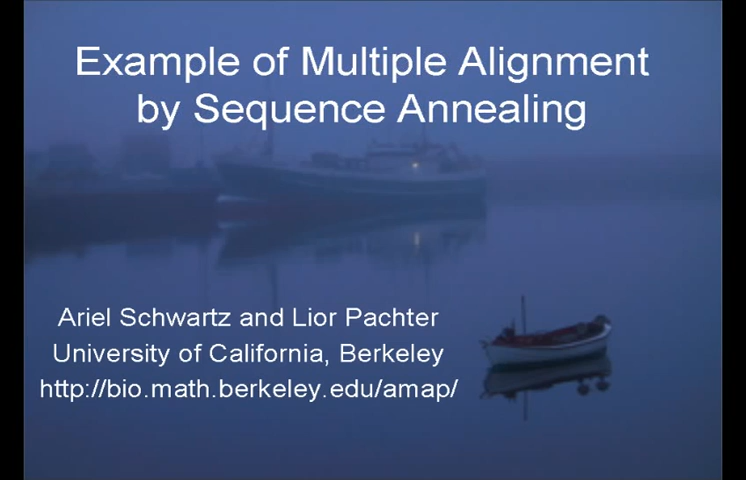 Example of Multiple Alignment
by Sequence Annealing
Ariel Schwartz and Lior Pachter
University of California, Berkeley
http://bio.math.berkeley.edu/amap/